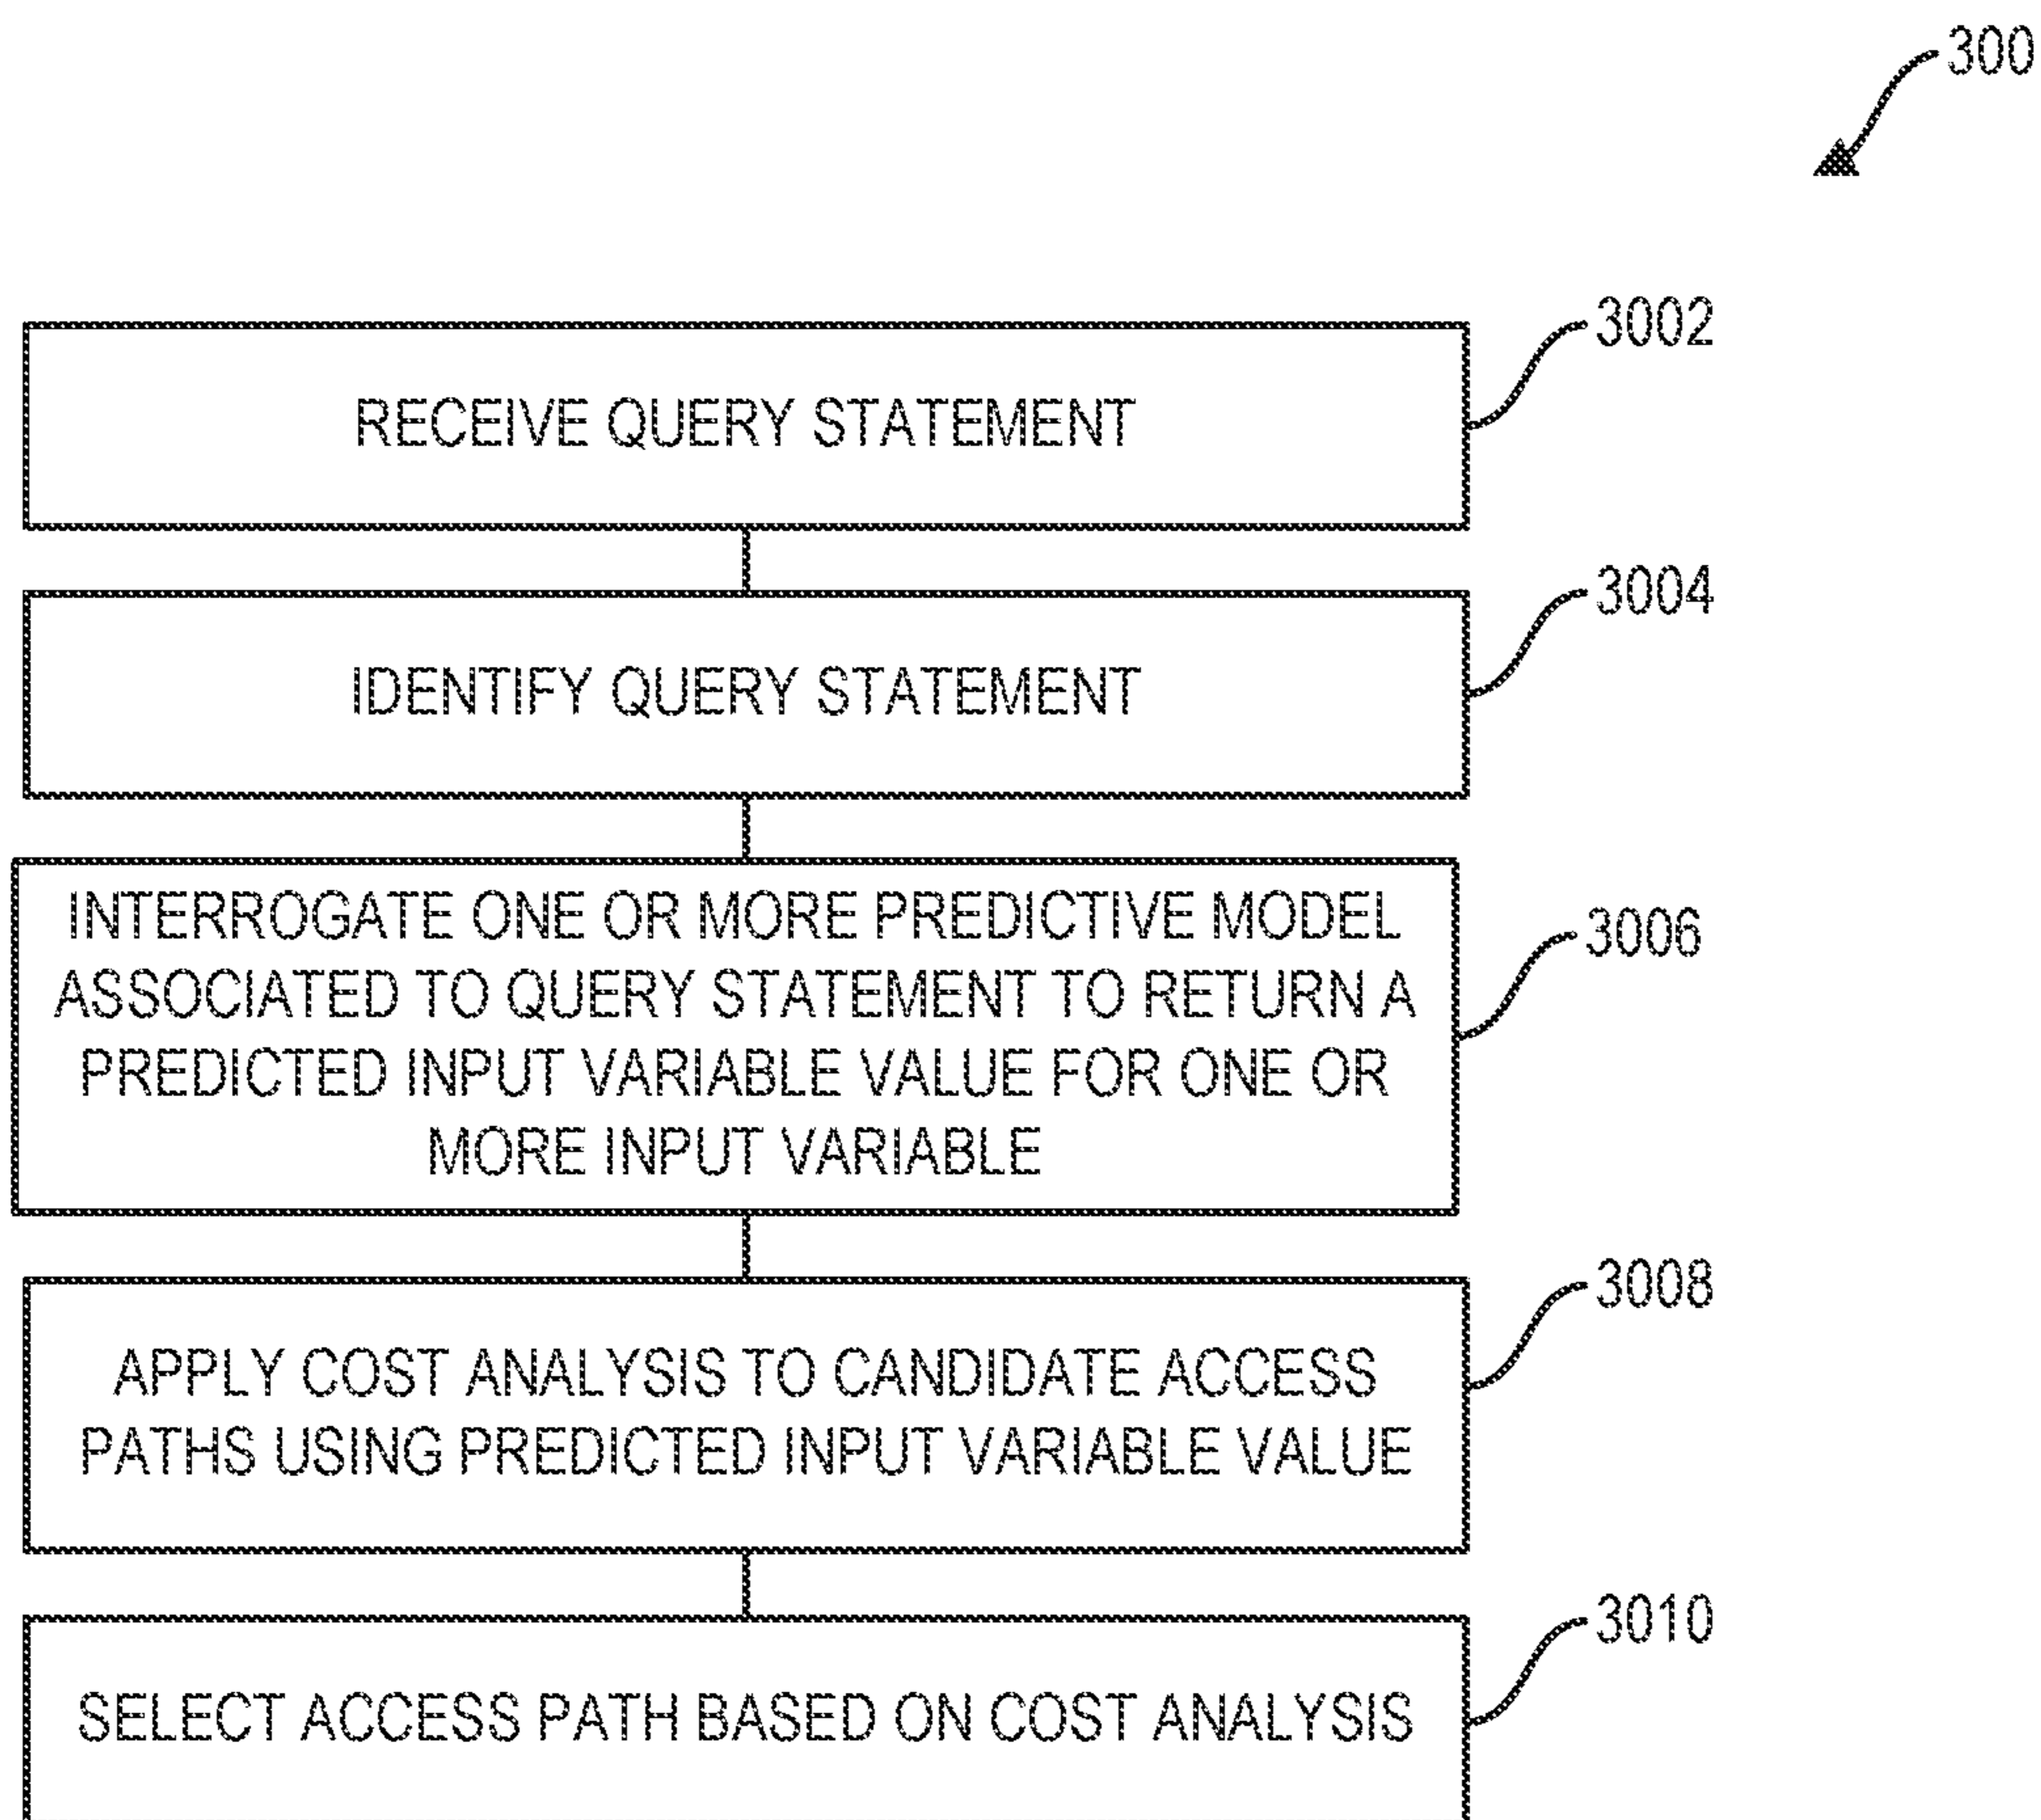 300
3002
RECEIVE QUERY STATEMENT
3004
IDENTIFY QUERY STATEMENT
INTERROGATE ONE OR MORE PREDICTIVE MODEL
3006
ASSOCIATED TO QUERY STATEMENT TO RETURN A
PREDICTED INPUT VARIABLE VALUE FOR ONE OR
MORE INPUT VARIABLE
3008
APPLY COST ANALYSIS TO CANDIDATE ACCESS
PATHS USING PREDICTED INPUT VARIABLE VALUE
3010
SELECT ACCESS PATH BASED ON COST ANALYSIS